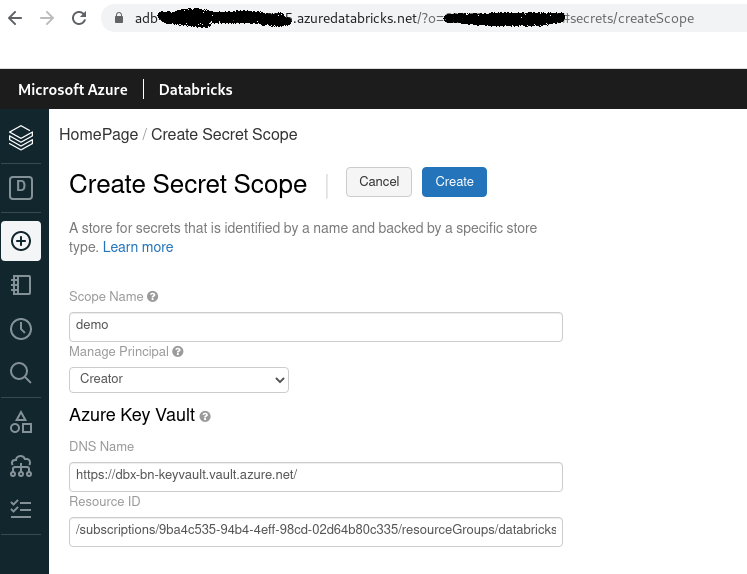 adb .azuredatabricks.net/?o= #secrets/createScope
Microsoft Azure Databricks
HomePage / Create Secret Scope
D
Create Secret Scope Cancel Create
A store for secrets that is identified by a name and backed by a specific store
type. Learn more
Scope Name ?
demo
Manage Principal ?
Creator
Azure Key Vault ?
DNS Name
https://dbx-bn-keyvault.vault.azure.net/
Resource ID
/subscriptions/9ba4c535-94b4-4eff-98cd-02d64b80c335/resourceGroups/databricks